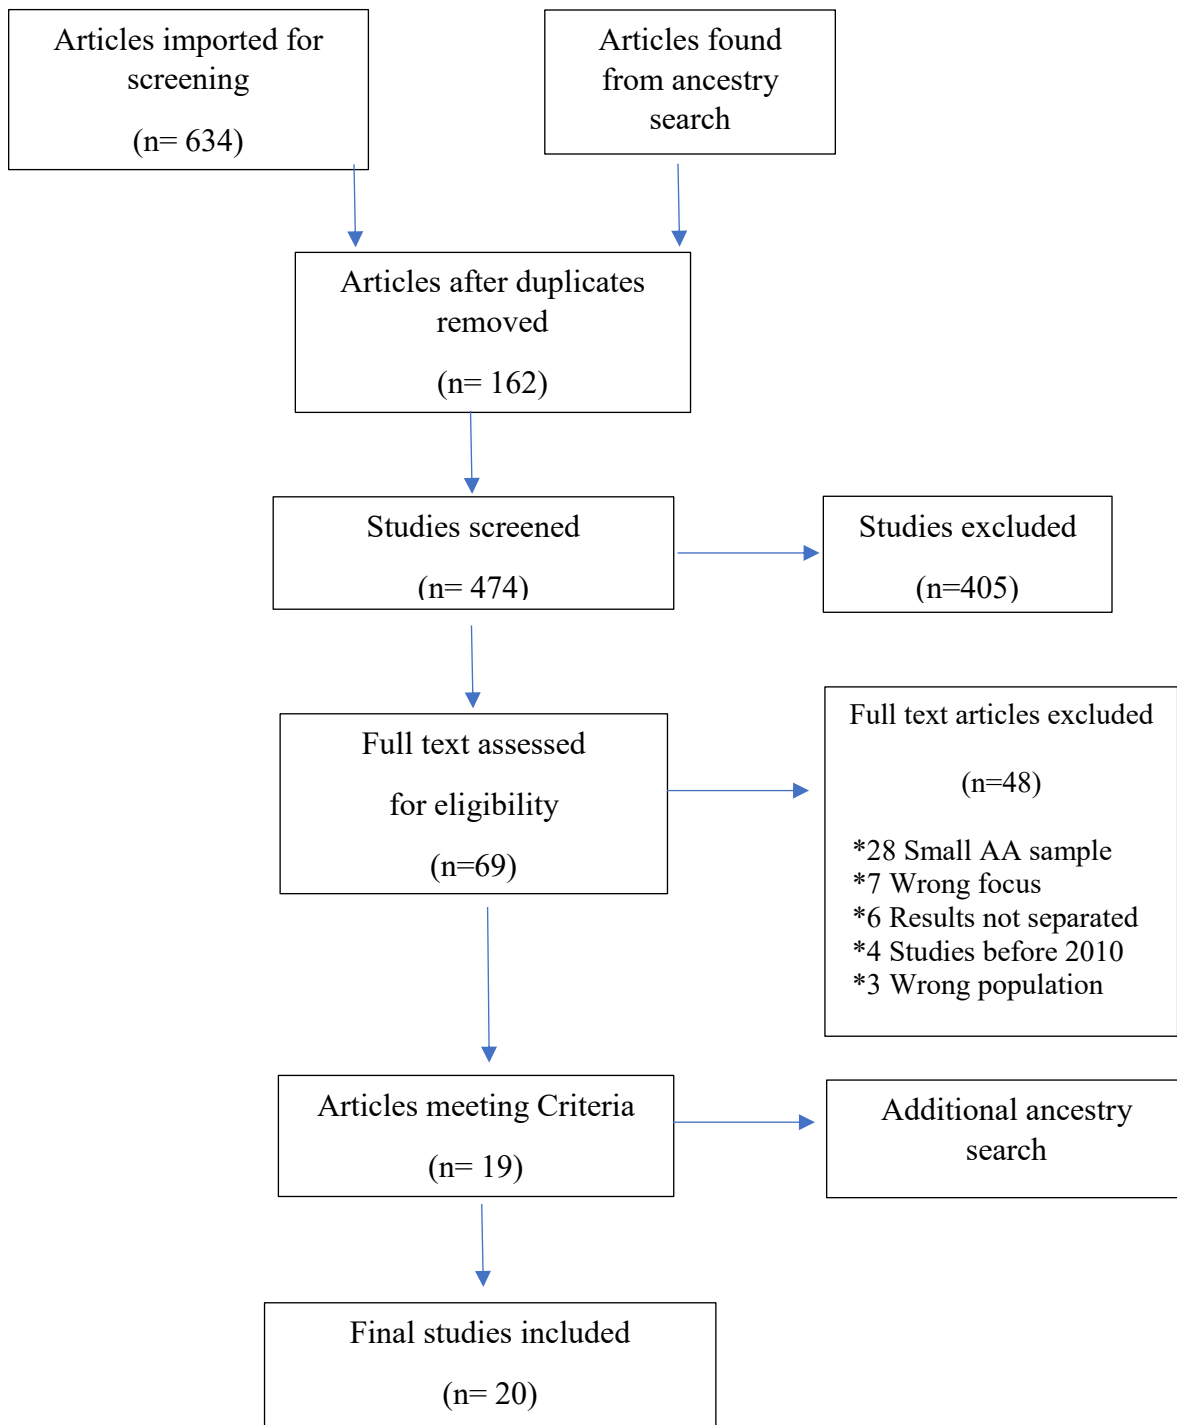 Articles imported for
screening
(n= 634)
Articles found
from ancestry
search
Articles after duplicates
removed
(n= 162)
Studies screened
(n= 474)
Studies excluded
(n=405)
Full text assessed
for eligibility
(n=69)
Full text articles excluded
(n=48)
*28 Small AA sample
*7 Wrong focus
*6 Results not separated
*4 Studies before 2010
*3 Wrong population
Articles meeting Criteria
(n= 19)
Additional ancestry
search
Final studies included
(n= 20)